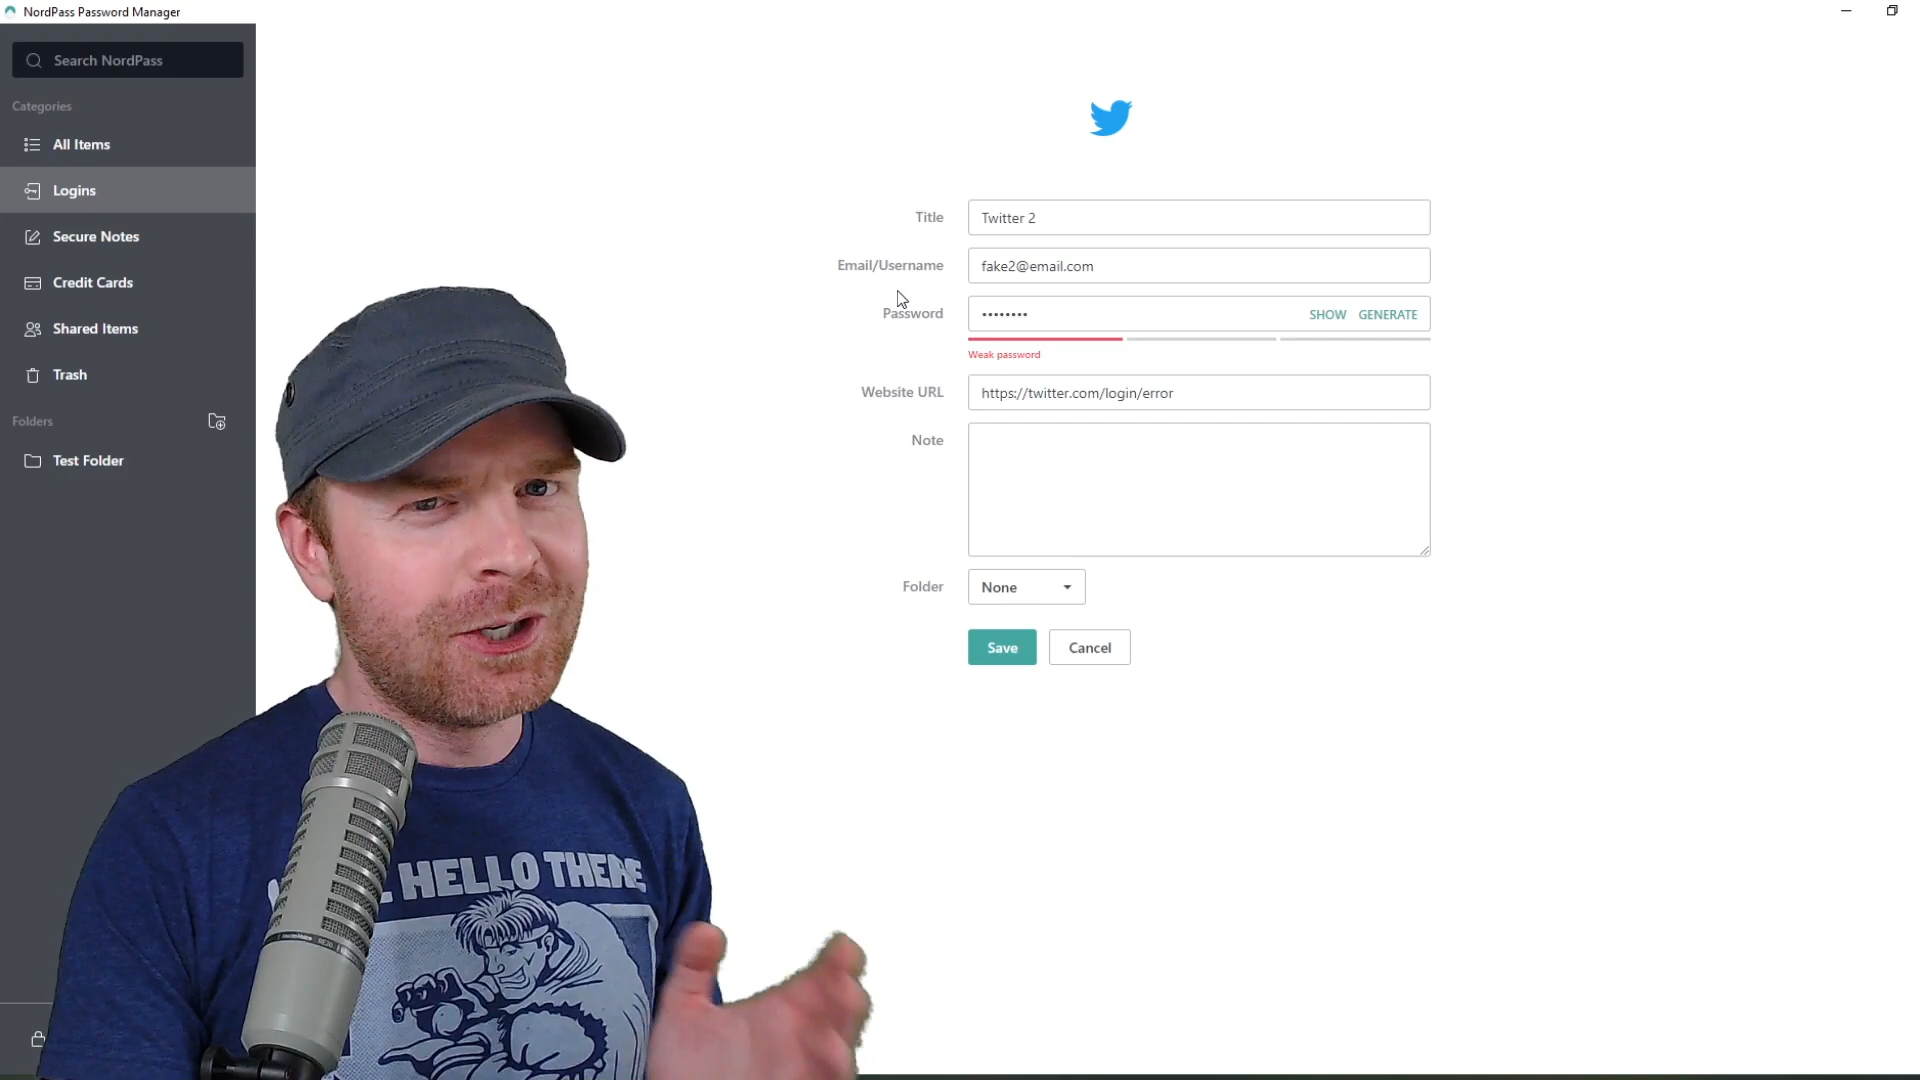 NordPass Password Manager
Search NordPass
Categories
All Items
Logins
Secure Notes
Credit Cards
Shared Items
Trash
Folders
Test Folder
Title
Twitter 2
Email/Username
fake2@email.com
Password
••••••••
SHOW GENERATE
Weak password
Website URL
https://twitter.com/login/error
Note
Folder
None
Save
Cancel
HELLO THERE
RE20